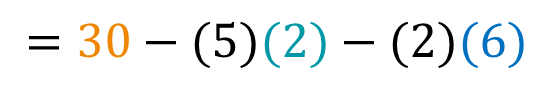 = 30 − (5)(2) − (2)(6)